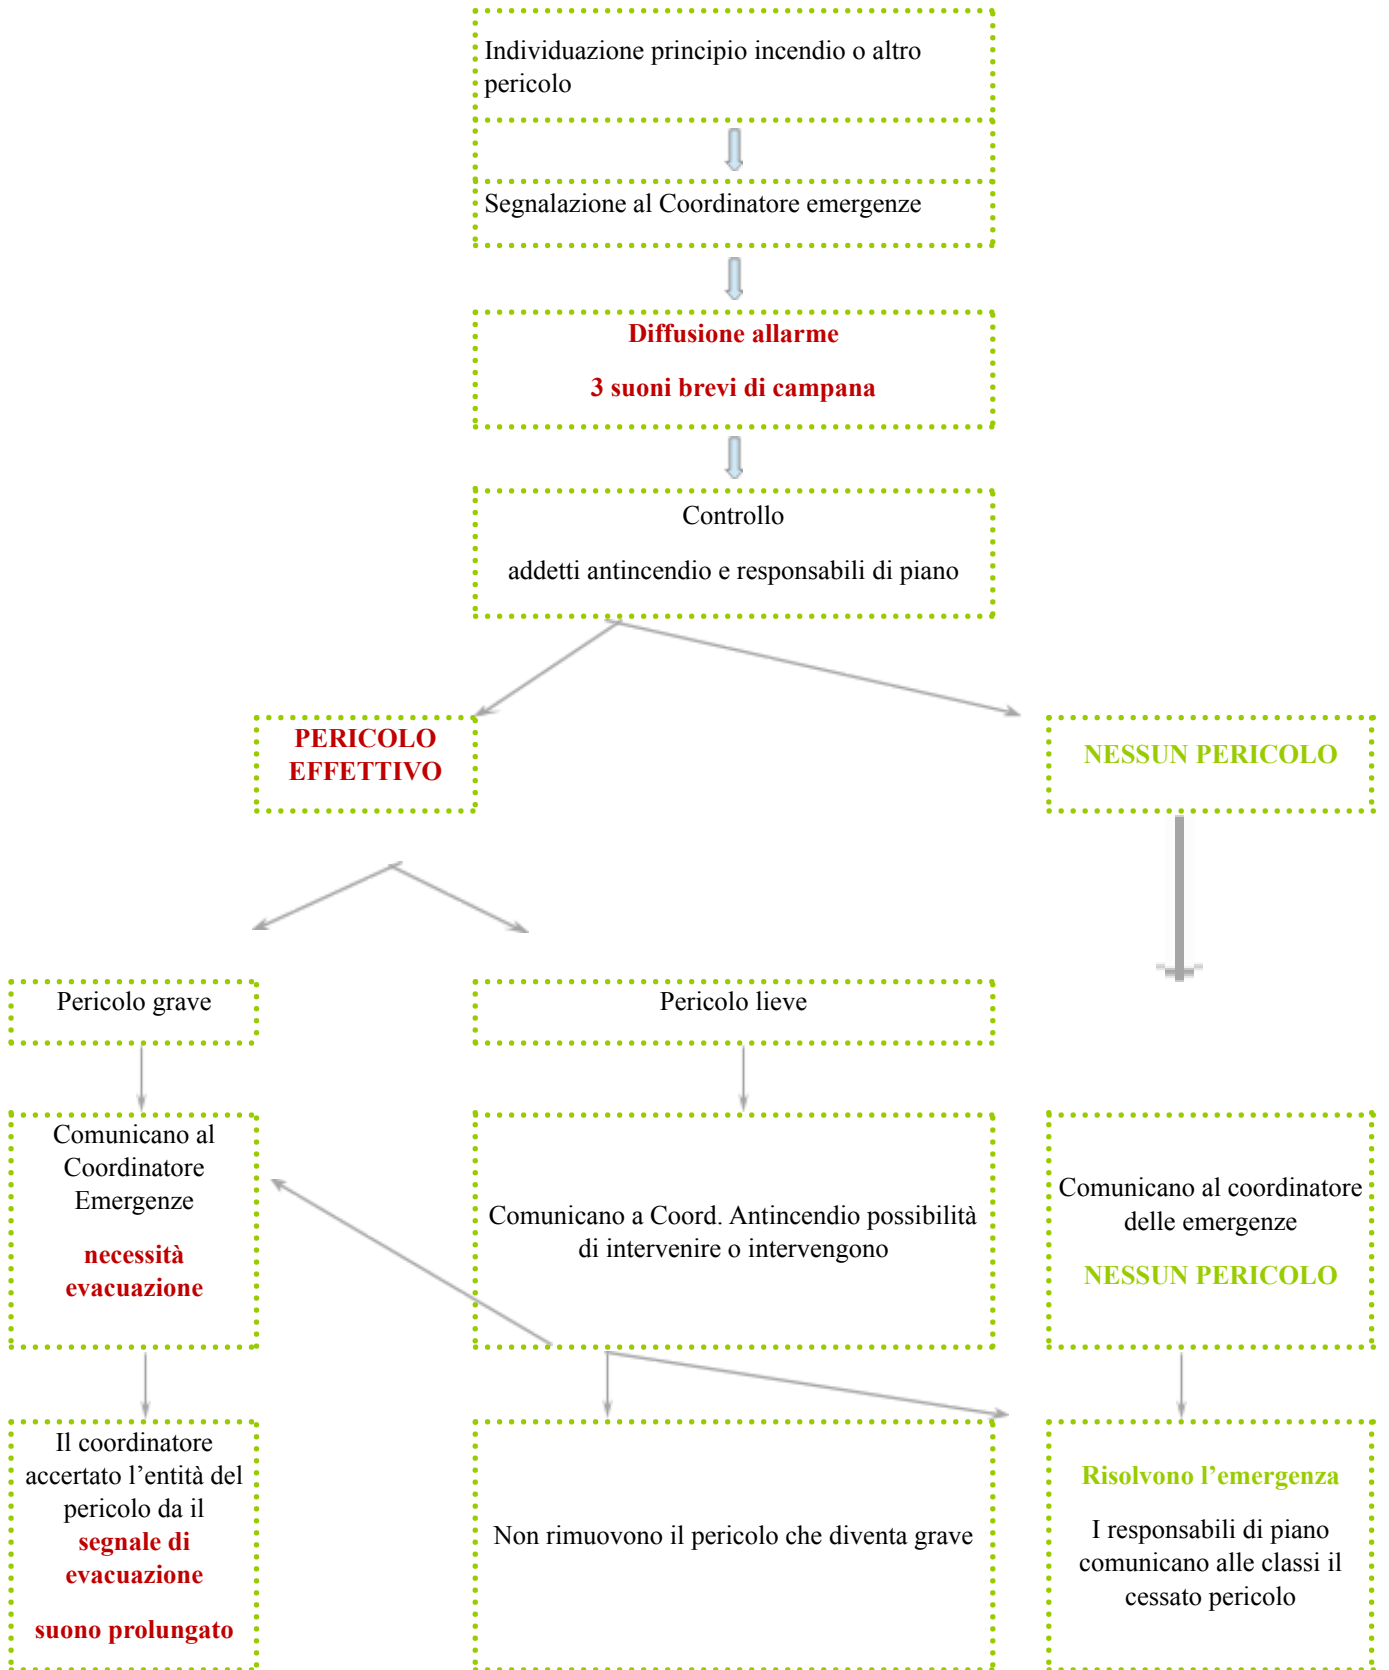 Individuazione principio incendio o altro
pericolo
Segnalazione al Coordinatore emergenze
Diffusione allarme
3 suoni brevi di campana
Controllo
addetti antincendio e responsabili di piano
PERICOLO
EFFETTIVO
NESSUN PERICOLO
Pericolo grave
Pericolo lieve
Comunicano al
Coordinatore
Emergenze
necessità
evacuazione
Comunicano a Coord. Antincendio possibilità
di intervenire o intervengono
Comunicano al coordinatore
delle emergenze
NESSUN PERICOLO
Il coordinatore
accertato l’entità del
pericolo da il
segnale di
evacuazione
suono prolungato
Non rimuovono il pericolo che diventa grave
Risolvono l’emergenza
I responsabili di piano
comunicano alle classi il
cessato pericolo